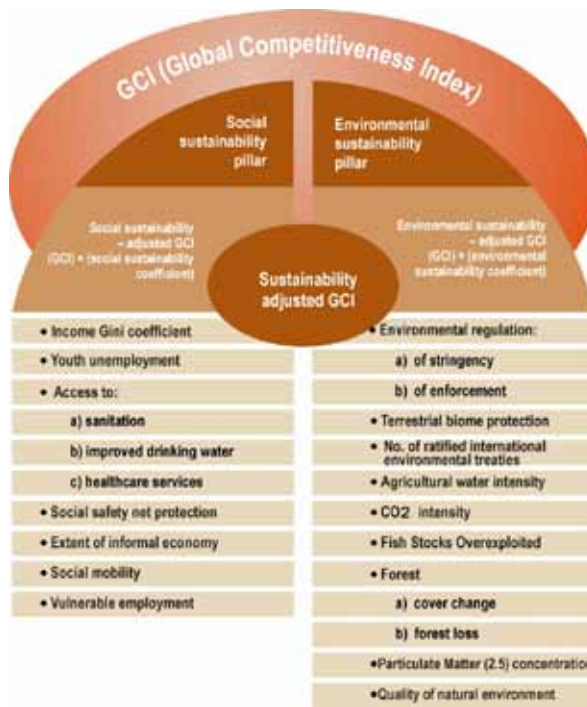 GCI (Global Competitiveness Index)
Social
sustainability
pillar
Environmental
sustainability
pillar
Social sustainability
– adjusted GCI
(GCI) + (social sustainability
coefficient)
Environmental sustainability
– adjusted GCI
(GCI) + (environmental
sustainability coefficient)
Sustainability
adjusted GCI
• Income Gini coefficient
• Youth unemployment
• Access to:
a) sanitation
b) improved drinking water
c) healthcare services
• Social safety net protection
• Extent of informal economy
• Social mobility
• Vulnerable employment
• Environmental regulation:
a) of stringency
b) of enforcement
• Terrestrial biome protection
• No. of ratified international
environmental treaties
• Agricultural water intensity
• CO2 intensity
• Fish Stocks Overexploited
• Forest
a) cover change
b) forest loss
•Particulate Matter (2.5) concentration
•Quality of natural environment